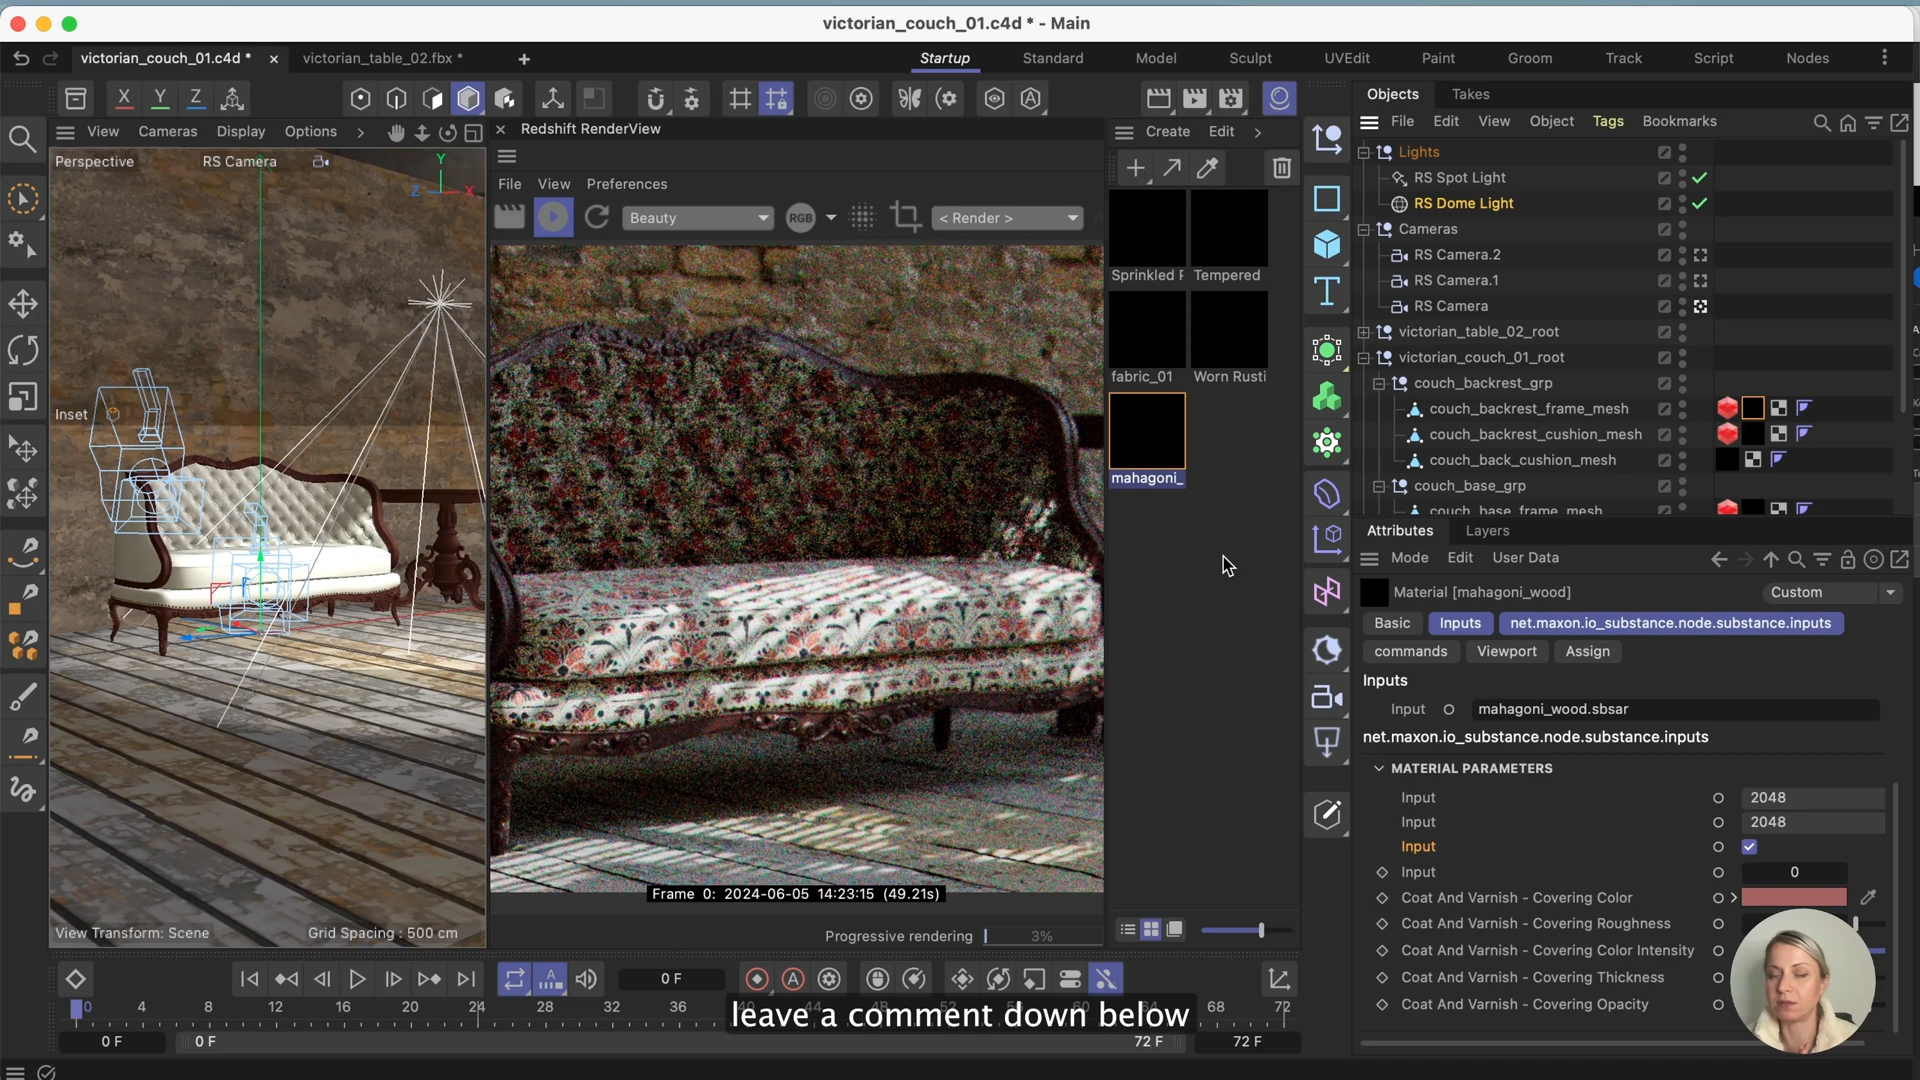 victorian_couch_01.c4d * - Main
victorian_couch_01.c4d *
victorian_table_02.fbx *
Startup
Standard
Model
Sculpt
UVEdit
Paint
Groom
Track
Script
Nodes
X
Y
Z
View
Cameras
Display
Options
Perspective
RS Camera
Y
Z
X
Inset
View Transform: Scene
Grid Spacing : 500 cm
Redshift RenderView
File
View
Preferences
Beauty
RGB
< Render >
Frame 0: 2024-06-05 14:23:15 (49.21s)
Progressive rendering
3%
Create
Edit
Sprinkled F
Tempered
fabric_01
Worn Rusti
mahagoni_
Objects
Takes
File
Edit
View
Object
Tags
Bookmarks
Lights
RS Spot Light
RS Dome Light
Cameras
RS Camera.2
RS Camera.1
RS Camera
victorian_table_02_root
victorian_couch_01_root
couch_backrest_grp
couch_backrest_frame_mesh
couch_backrest_cushion_mesh
couch_back_cushion_mesh
couch_base_grp
couch_base_frame_mesh
Attributes
Layers
Mode
Edit
User Data
Material [mahagoni_wood]
Custom
Basic
Inputs
net.maxon.io_substance.node.substance.inputs
commands
Viewport
Assign
Inputs
Input
mahagoni_wood.sbsar
net.maxon.io_substance.node.substance.inputs
MATERIAL PARAMETERS
Input
2048
Input
2048
Input
Input
0
Coat And Varnish - Covering Color
Coat And Varnish - Covering Roughness
Coat And Varnish - Covering Color Intensity
Coat And Varnish - Covering Thickness
Coat And Varnish - Covering Opacity
0 F
0
4
8
12
16
20
24
28
32
36
68
72
leave a comment down below
0 F
0 F
72 F
72 F